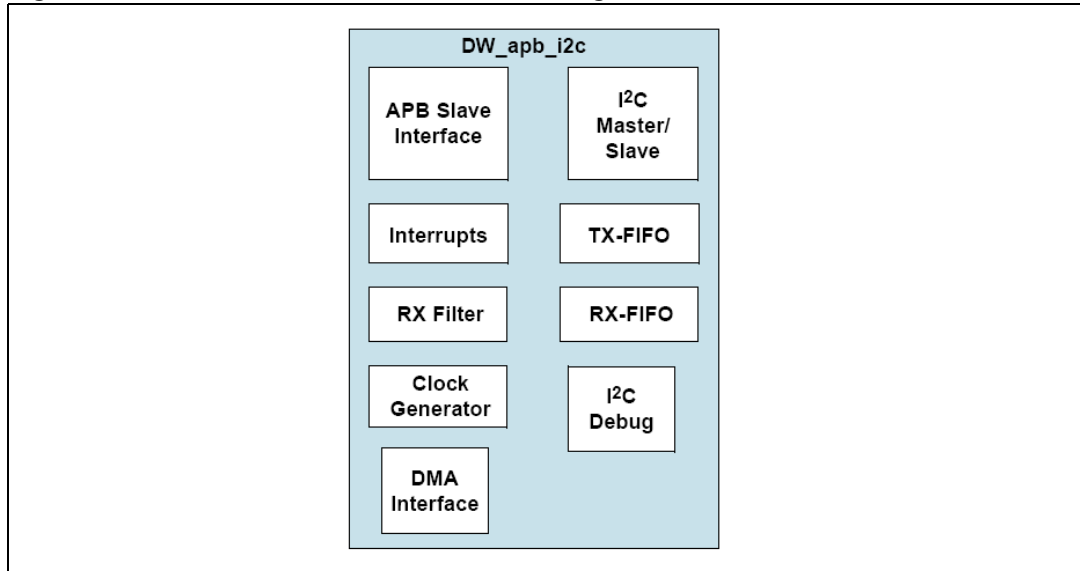 DW_apb_i2c
APB Slave
Interface
I2C
Master/
Slave
Interrupts
TX-FIFO
RX Filter
RX-FIFO
Clock
Generator
I2C
Debug
DMA
Interface